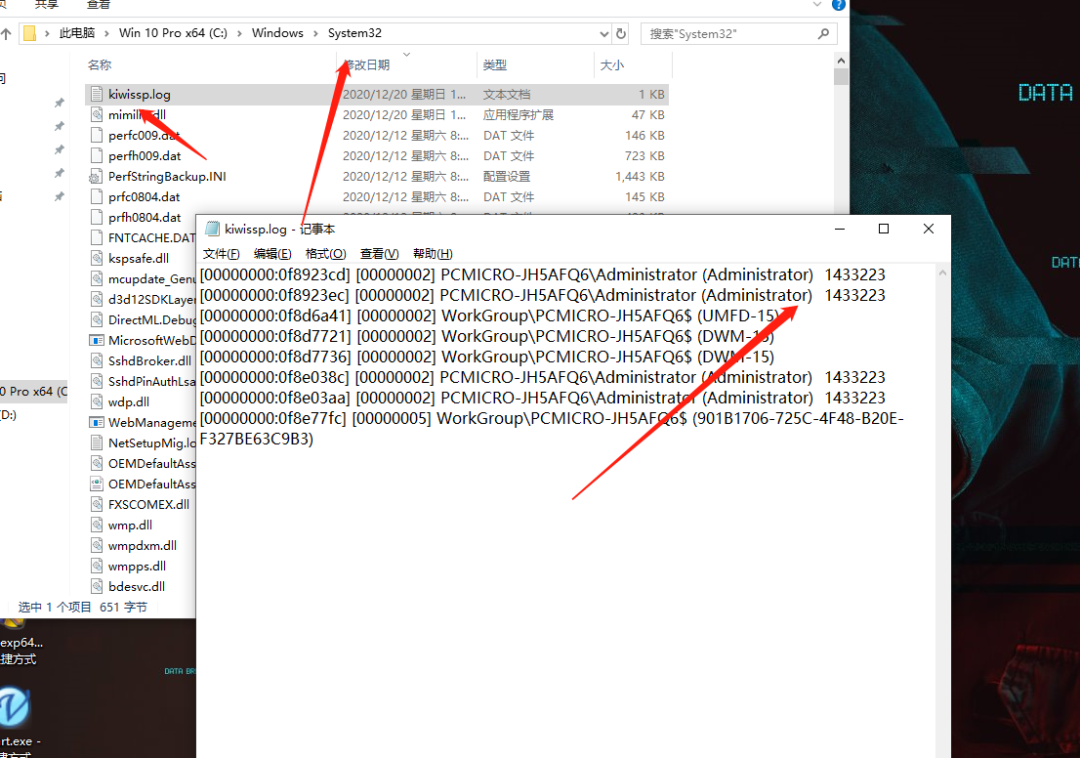 共享
查看
此电脑 > Win 10 Pro x64 (C:) > Windows > System32
搜索"System32"
名称
修改日期
类型
大小
kiwissp.log 2020/12/20 星期日 1... 文本文档 1 KB
2020/12/20 星期日 1... 应用程序扩展 47 KB
perfc009.dat 2020/12/12 星期六 8:... DAT 文件 146 KB
perfh009.dat 2020/12/12 星期六 8:... DAT 文件 723 KB
PerfStringBackup.INI 2020/12/12 星期六 8:... 配置设置 1,443 KB
prfc0804.dat 2020/12/12 星期六 8:... DAT 文件 145 KB
prfh0804.dat
FNTCACHE.DAT
kspsafe.dll
mcupdate_Genu
d3d12SDKLayer
DirectML.Debug
MicrosoftWebD
SshdBroker.dll
SshdPinAuthLsa
wdp.dll
WebManageme
NetSetupMig.lo
OEMDefaultAss
OEMDefaultAss
FXSCOMEX.dll
wmp.dll
wmpdxm.dll
wmpps.dll
bdesvc.dll
0 Pro x64 (C
(D:)
选中 1 个项目 651 字节
kiwissp.log - 记事本
文件(F) 编辑(E) 格式(O) 查看(V) 帮助(H)
[00000000:0f8923cd] [00000002] PCMICRO-JH5AFQ6\Administrator (Administrator) 1433223
[00000000:0f8923ec] [00000002] PCMICRO-JH5AFQ6\Administrator (Administrator) 1433223
[00000000:0f8d6a41] [00000002] WorkGroup\PCMICRO-JH5AFQ6$ (UMFD-15)
[00000000:0f8d7721] [00000002] WorkGroup\PCMICRO-JH5AFQ6$ (DWM-15)
[00000000:0f8d7736] [00000002] WorkGroup\PCMICRO-JH5AFQ6$ (DWM-15)
[00000000:0f8e038c] [00000002] PCMICRO-JH5AFQ6\Administrator (Administrator) 1433223
[00000000:0f8e03aa] [00000002] PCMICRO-JH5AFQ6\Administrator (Administrator) 1433223
[00000000:0f8e77fc] [00000005] WorkGroup\PCMICRO-JH5AFQ6$ (901B1706-725C-4F48-B20E-
F327BE63C9B3)
exp64...
捷方式
rt.exe -
DATA BR
DATA
DATA